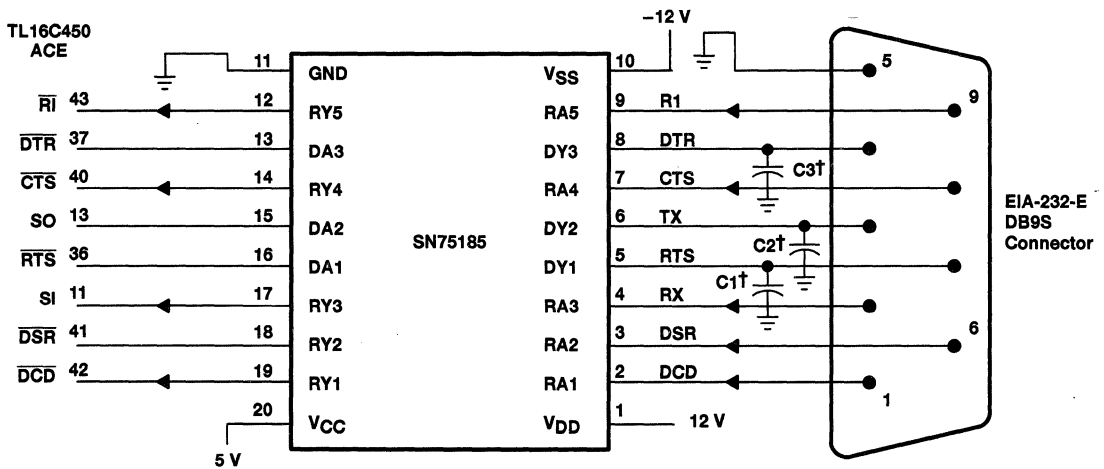 TL16C450
ACE
–12 V
11 GND VSS 10 5
RI 43 12 RY5 RA5 9 R1 9
DTR 37 13 DA3 DY3 8 DTR
C3†
CTS 40 14 RY4 RA4 7 CTS
SO 13 15 DA2 DY2 6 TX
SN75185
EIA-232-E
DB9S
Connector
C2†
RTS 36 16 DA1 DY1 5 RTS
C1†
SI 11 17 RY3 RA3 4 RX
DSR 41 18 RY2 RA2 3 DSR 6
DCD 42 19 RY1 RA1 2 DCD 1
20 VCC VDD 1 12 V
5 V